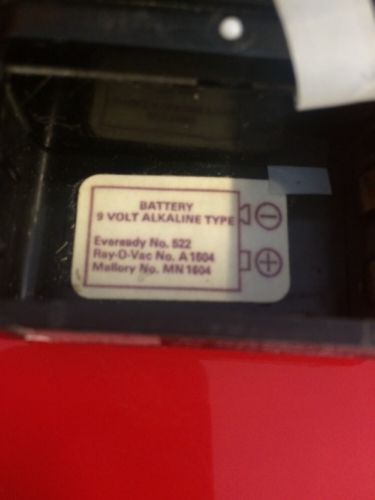 BATTERY
9 VOLT ALKALINE TYPE
Eveready No. 522
Ray-O-Vac No. A1604
Mallory No. MN1604